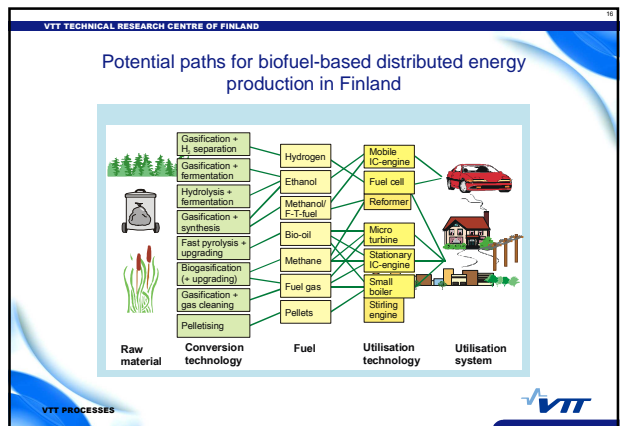 16
VTT TECHNICAL RESEARCH CENTRE OF FINLAND
Potential paths for biofuel-based distributed energy
production in Finland
Gasification +
H2 separation
Gasification +
fermentation
Hydrolysis +
fermentation
Gasification +
synthesis
Fast pyrolysis +
upgrading
Biogasification
(+ upgrading)
Gasification +
gas cleaning
Pelletising
Hydrogen
Ethanol
Methanol/
F-T-fuel
Bio-oil
Methane
Fuel gas
Pellets
Mobile
IC-engine
Fuel cell
Reformer
Micro
turbine
Stationary
IC-engine
Small
boiler
Stirling
engine
Raw
material
Conversion
technology
Fuel
Utilisation
technology
Utilisation
system
VTT PROCESSES
VTT